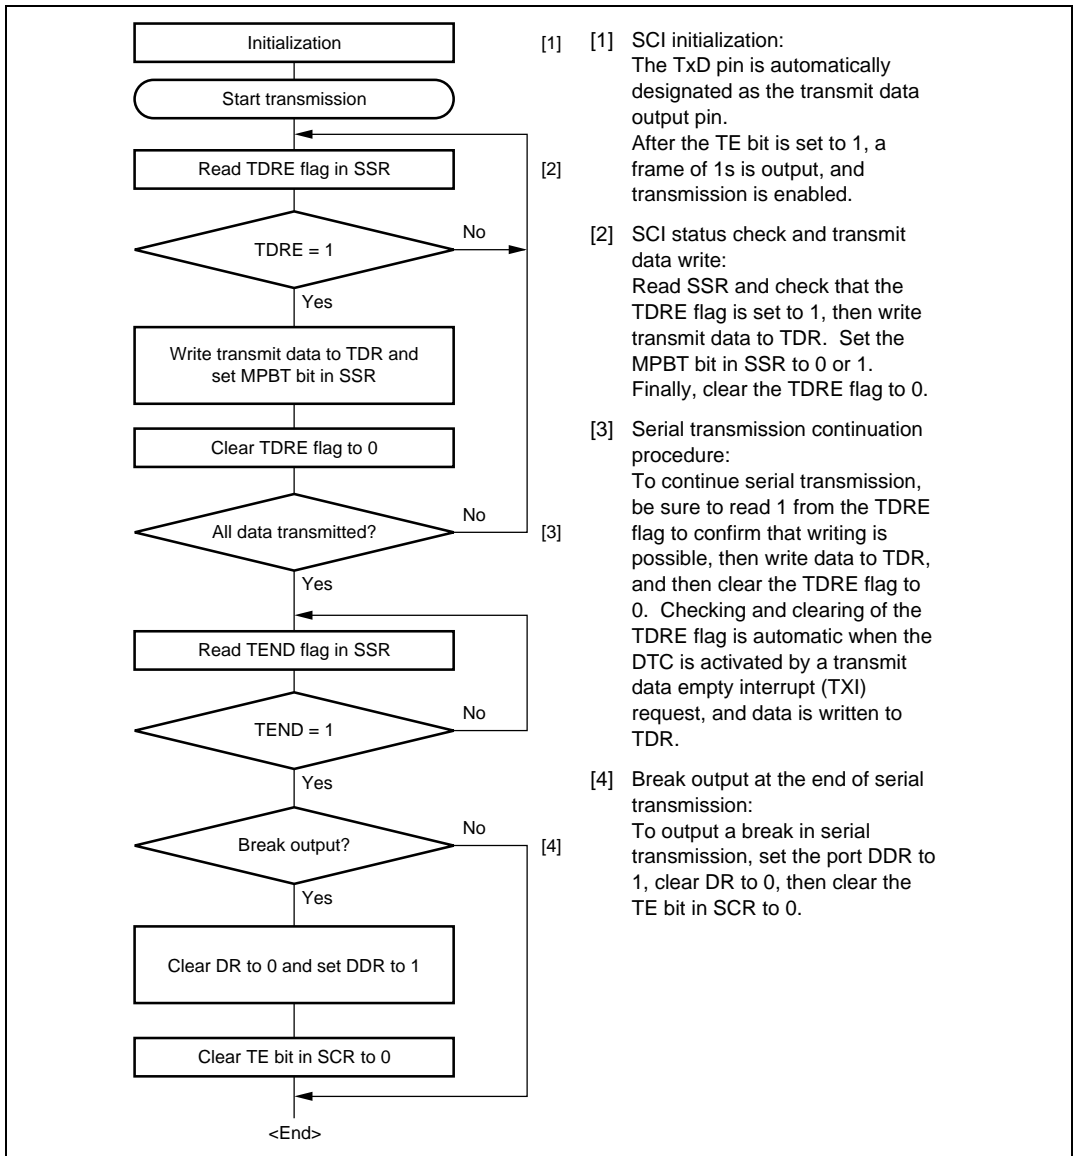 Initialization
[1]
Start transmission
Read TDRE flag in SSR
[2]
No
TDRE = 1
Yes
Write transmit data to TDR and
set MPBT bit in SSR
Clear TDRE flag to 0
No
All data transmitted?
[3]
Yes
Read TEND flag in SSR
No
TEND = 1
Yes
No
Break output?
[4]
Yes
Clear DR to 0 and set DDR to 1
Clear TE bit in SCR to 0
<End>
[1] SCI initialization:
The TxD pin is automatically
designated as the transmit data
output pin.
After the TE bit is set to 1, a
frame of 1s is output, and
transmission is enabled.
[2] SCI status check and transmit
data write:
Read SSR and check that the
TDRE flag is set to 1, then write
transmit data to TDR. Set the
MPBT bit in SSR to 0 or 1.
Finally, clear the TDRE flag to 0.
[3] Serial transmission continuation
procedure:
To continue serial transmission,
be sure to read 1 from the TDRE
flag to confirm that writing is
possible, then write data to TDR,
and then clear the TDRE flag to
0. Checking and clearing of the
TDRE flag is automatic when the
DTC is activated by a transmit
data empty interrupt (TXI)
request, and data is written to
TDR.
[4] Break output at the end of serial
transmission:
To output a break in serial
transmission, set the port DDR to
1, clear DR to 0, then clear the
TE bit in SCR to 0.